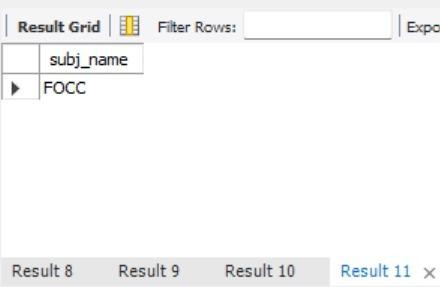 Result Grid Filter Rows: Expo
subj_name
FOCC
Result 8 Result 9 Result 10 Result 11